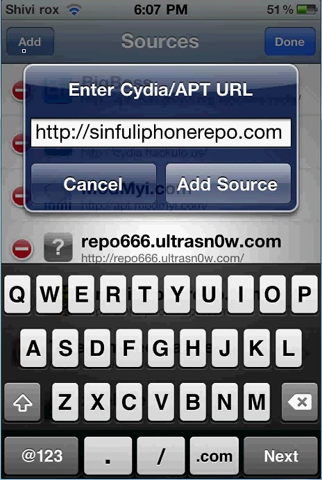 Shivi rox 6:07 PM 51 %
Add Sources Done
BigBoss
Enter Cydia/APT URL
http://sinfuliphonerepo.com
Cancel Add Source
repo666.ultrasn0w.com
http://repo666.ultrasn0w.com/
Q W E R T Y U I O P
A S D F G H J K L
Z X C V B N M
@123 . / .com Next